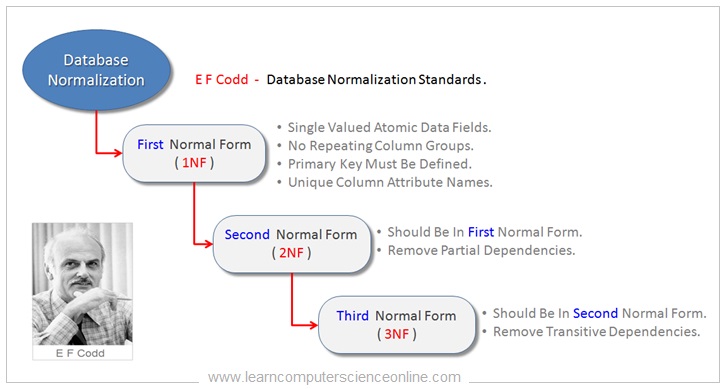 Database
Normalization
E F Codd - Database Normalization Standards .
First Normal Form
( 1NF )
• Single Valued Atomic Data Fields.
• No Repeating Column Groups.
• Primary Key Must Be Defined.
• Unique Column Attribute Names.
Second Normal Form
( 2NF )
• Should Be In First Normal Form.
• Remove Partial Dependencies.
Third Normal Form
( 3NF )
• Should Be In Second Normal Form.
• Remove Transitive Dependencies.
E F Codd
www.learncomputerscienceonline.com